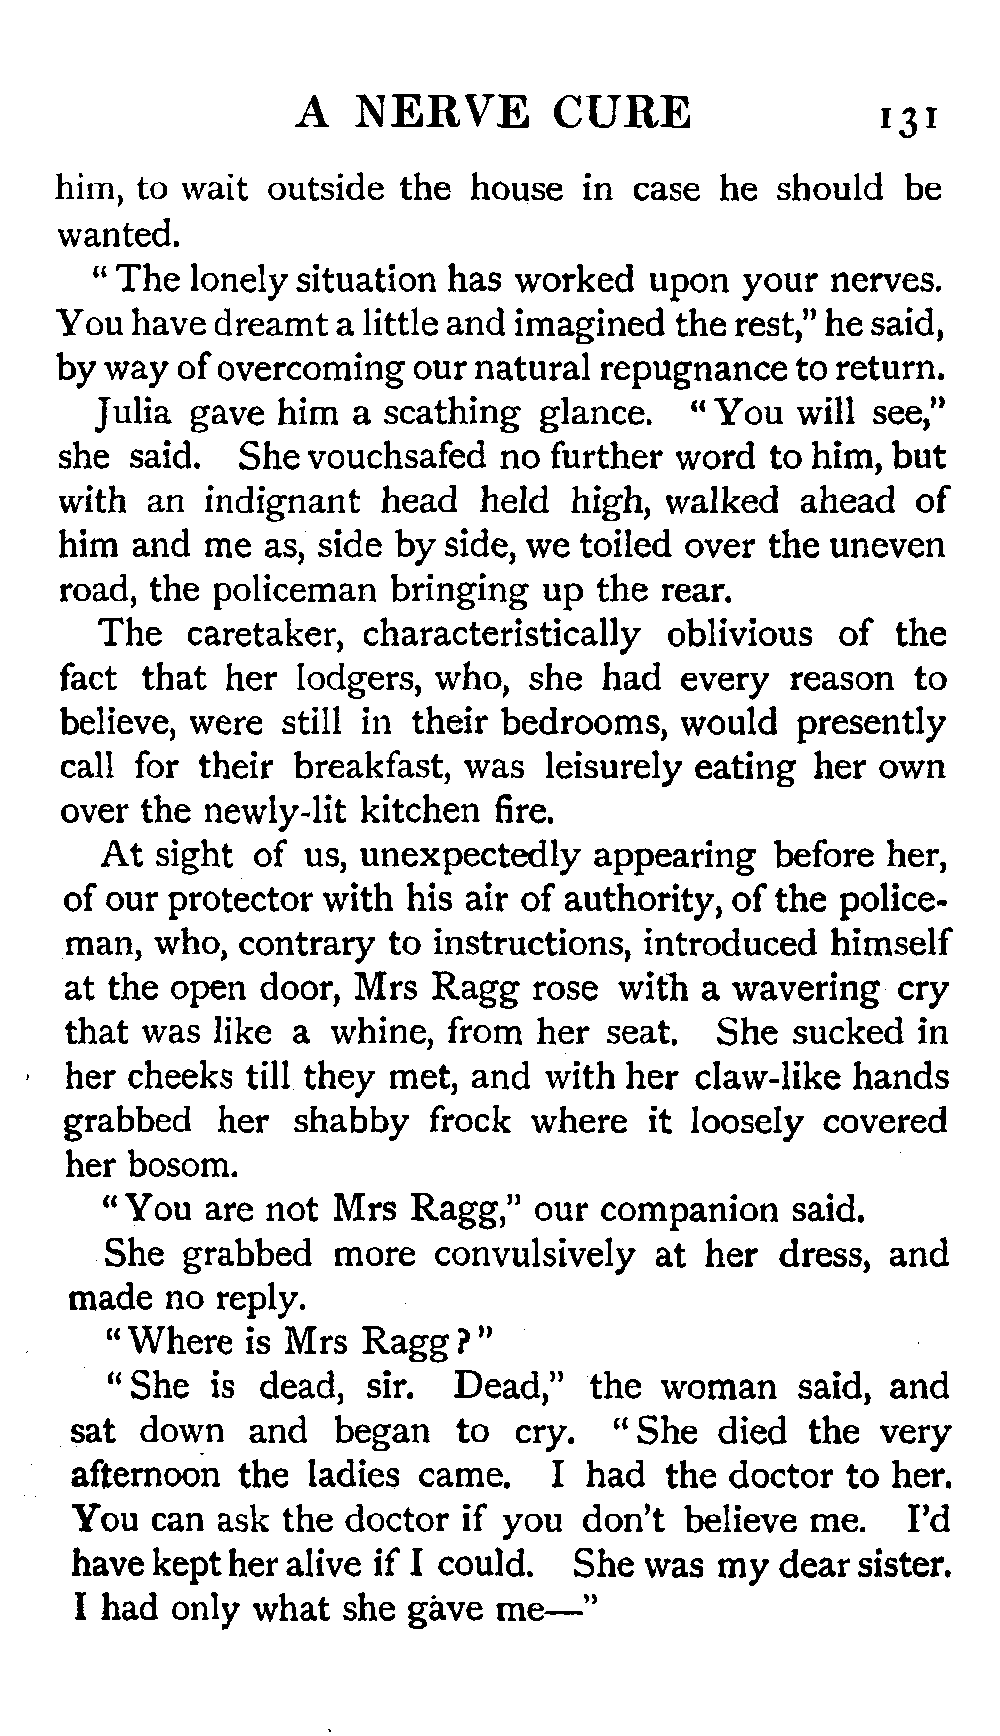 A NERVE CURE 131
him, to wait outside the house in case he should be
wanted.
"The lonely situation has worked upon your nerves.
You have dreamt a little and imagined the rest," he said,
by way of overcoming our natural repugnance to return.
Julia gave him a scathing glance. "You will see,"
she said. She vouchsafed no further word to him, but
with an indignant head held high, walked ahead of
him and me as, side by side, we toiled over the uneven
road, the policeman bringing up the rear.
The caretaker, characteristically oblivious of the
fact that her lodgers, who, she had every reason to
believe, were still in their bedrooms, would presently
call for their breakfast, was leisurely eating her own
over the newly-lit kitchen fire.
At sight of us, unexpectedly appearing before her,
of our protector with his air of authority, of the police-
man, who, contrary to instructions, introduced himself
at the open door, Mrs Ragg rose with a wavering cry
that was like a whine, from her seat. She sucked in
her cheeks till they met, and with her claw-like hands
grabbed her shabby frock where it loosely covered
her bosom.
"You are not Mrs Ragg," our companion said.
She grabbed more convulsively at her dress, and
made no reply.
"Where is Mrs Ragg?"
"She is dead, sir. Dead," the woman said, and
sat down and began to cry. "She died the very
afternoon the ladies came. I had the doctor to her.
You can ask the doctor if you don't believe me. I'd
have kept her alive if I could. She was my dear sister.
I had only what she gave me—"